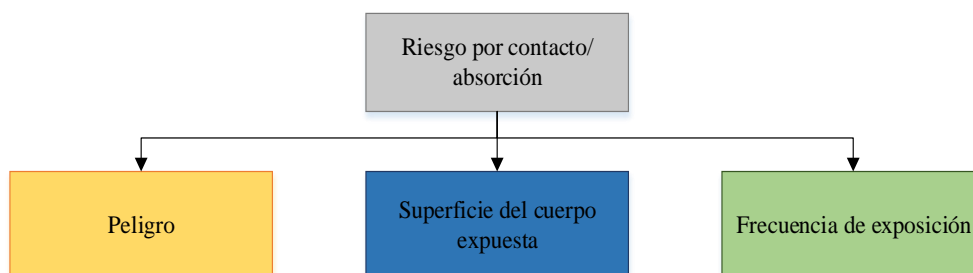 Riesgo por contacto/
absorción
Peligro
Superficie del cuerpo
expuesta
Frecuencia de exposición